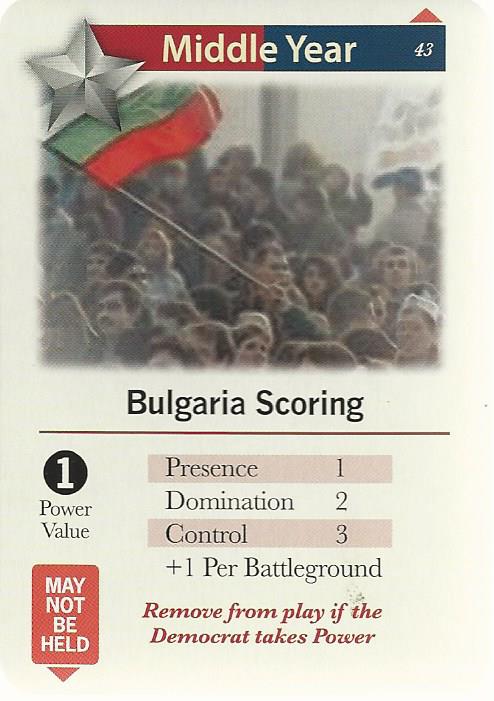 Middle Year
43
Bulgaria Scoring
1
Power
Value
Presence 1
Domination 2
Control 3
+1 Per Battleground
MAY
NOT
BE
HELD
Remove from play if the
Democrat takes Power